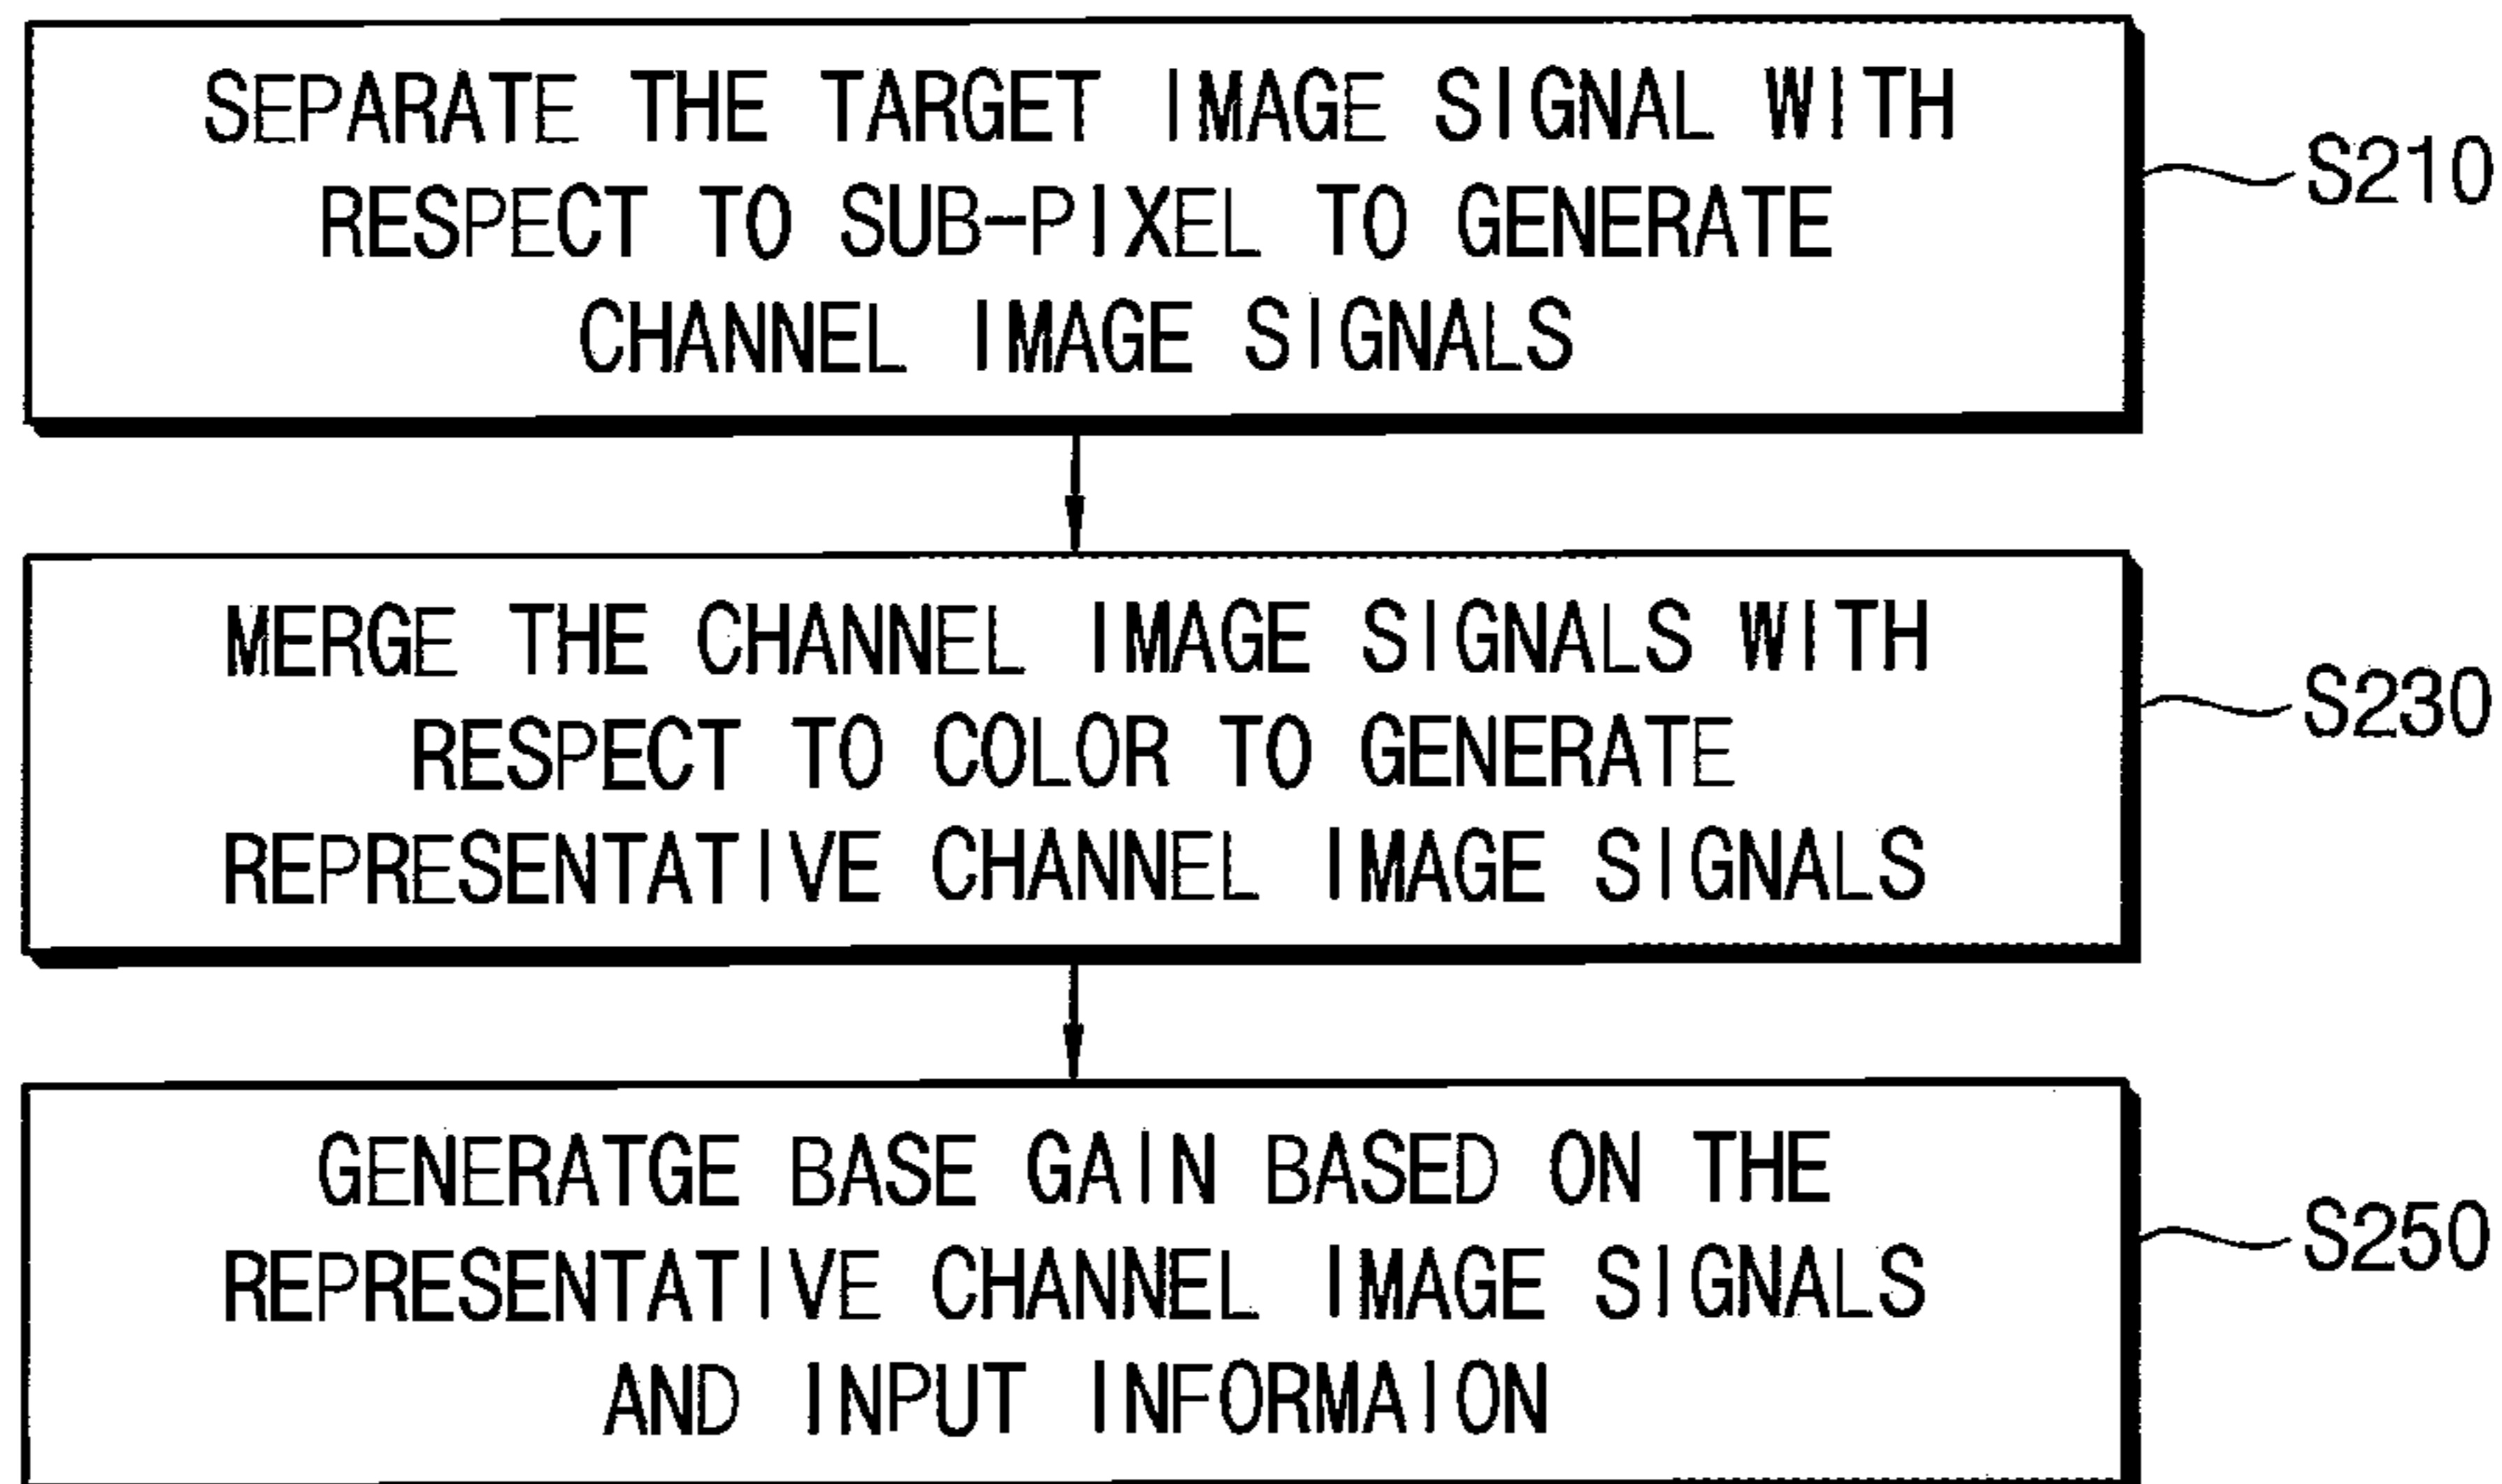 SEPARATE THE TARGET IMAGE SIGNAL WITH
RESPECT TO SUB-PIXEL TO GENERATE
CHANNEL IMAGE SIGNALS
S210
MERGE THE CHANNEL IMAGE SIGNALS WITH
RESPECT TO COLOR TO GENERATE
REPRESENTATIVE CHANNEL IMAGE SIGNALS
S230
GENERATGE BASE GAIN BASED ON THE
REPRESENTATIVE CHANNEL IMAGE SIGNALS
AND INPUT INFORMAION
S250